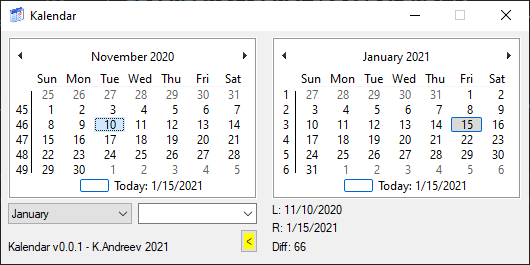 Kalendar
November 2020
Sun Mon Tue Wed Thu Fri Sat
25 26 27 28 29 30 31
45 1 2 3 4 5 6 7
46 8 9 10 11 12 13 14
47 15 16 17 18 19 20 21
48 22 23 24 25 26 27 28
49 29 30 1 2 3 4 5
Today: 1/15/2021
January 2021
Sun Mon Tue Wed Thu Fri Sat
1 27 28 29 30 31 1 2
2 3 4 5 6 7 8 9
3 10 11 12 13 14 15 16
4 17 18 19 20 21 22 23
5 24 25 26 27 28 29 30
6 31 1 2 3 4 5 6
Today: 1/15/2021
January
<
Kalendar v0.0.1 - K.Andreev 2021
L: 11/10/2020
R: 1/15/2021
Diff: 66